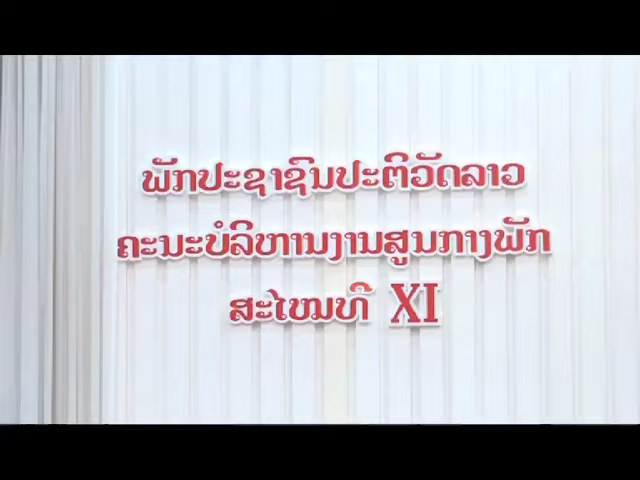 ພັກປະຊາຊົນປະຕິວັດລາວ
ຄະນະບໍລິຫານງານສູນກາງພັກ
ສະໄໝທີ XI